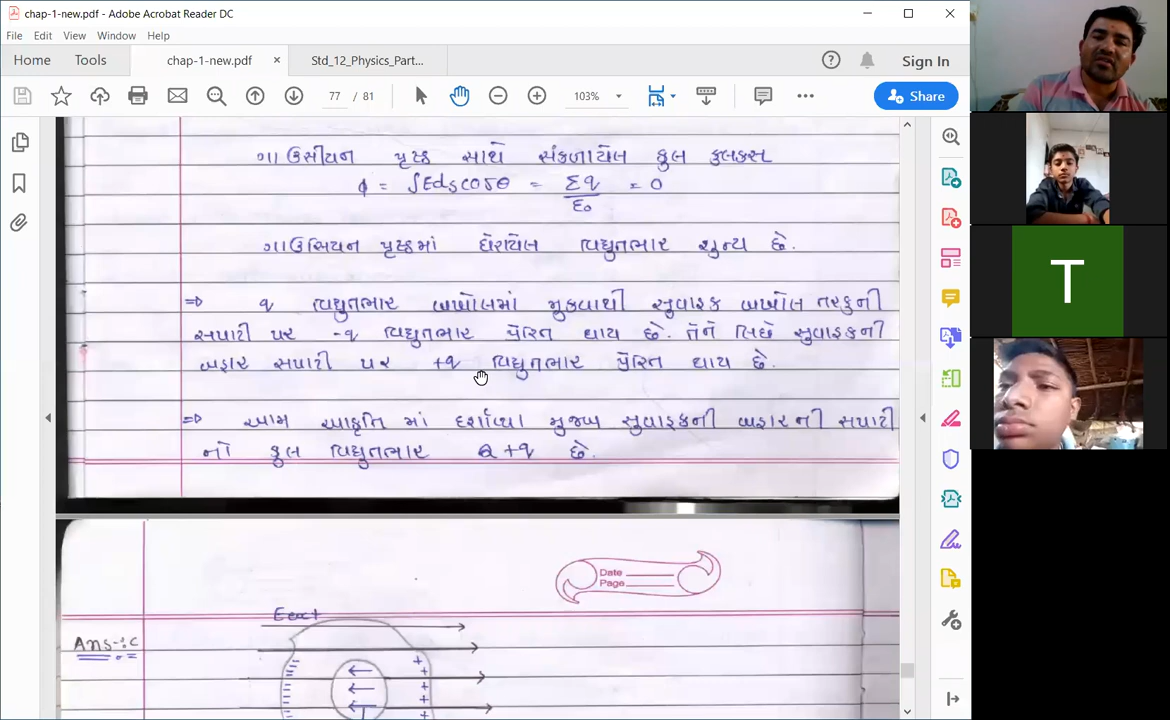 chap-1-new.pdf - Adobe Acrobat Reader DC
File Edit View Window Help
Home Tools chap-1-new.pdf × Std_12_Physics_Part... Sign In
77 / 81 103% Share
ગાઉસીયન પૃષ્ઠ સાથે સંકળાયેલ કુલ ફ્લક્સ
ϕ = ∫Edscosθ = Σq/ε₀ = 0
ગાઉસિયન પૃષ્ઠમાં ઘેરાયેલ વિદ્યુતભાર શૂન્ય છે.
⇒ q વિદ્યુતભાર બખોલમાં મુકવાથી સુવાહક બખોલ તરફની
સપાટી પર -q વિદ્યુતભાર પ્રેરિત થાય છે. તેને લિધે સુવાહકની
બહાર સપાટી પર +q વિદ્યુતભાર પ્રેરિત થાય છે.
⇒ આમ આકૃતિ માં દર્શાવ્યા મુજબ સુવાહકની બહારની સપાટી
નો કુલ વિદ્યુતભાર Q+q છે.
Date
Page
Eext
Ans-:C
T